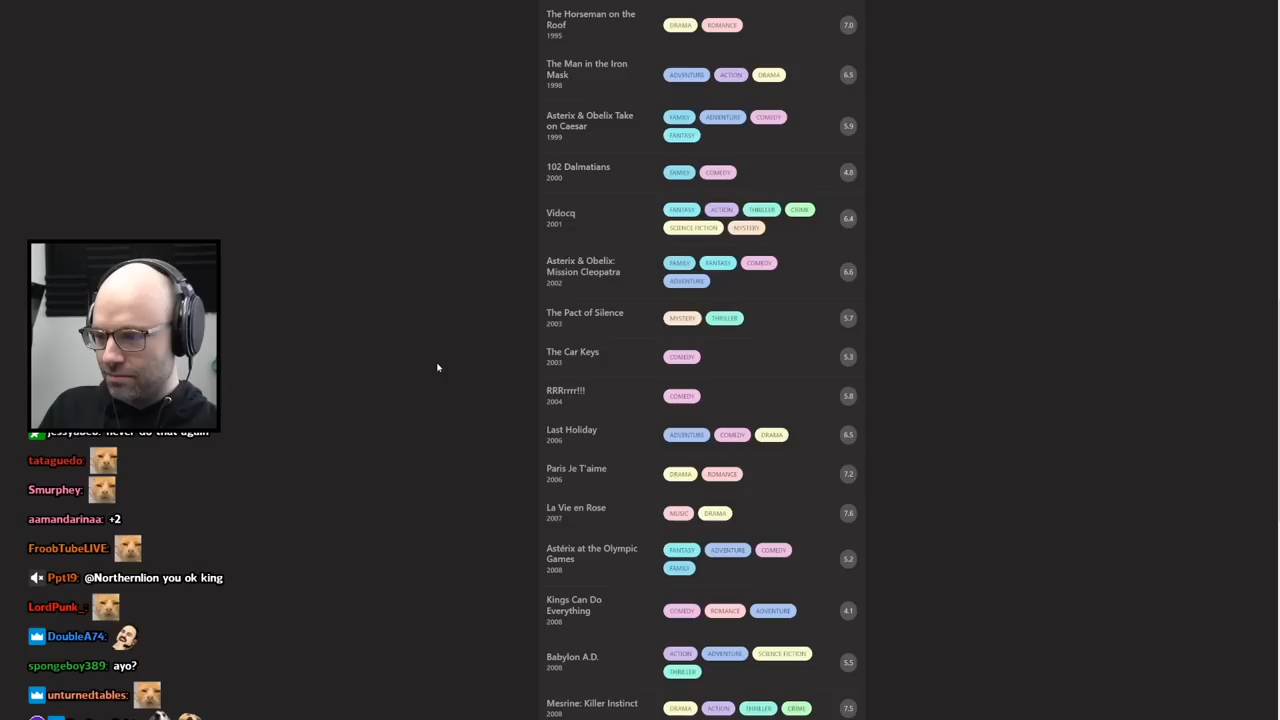 The Horseman on the
Roof
1995
DRAMA ROMANCE
7.0
The Man in the Iron
Mask
1998
ADVENTURE ACTION DRAMA
6.5
Asterix & Obelix Take
on Caesar
1999
FAMILY ADVENTURE COMEDY
FANTASY
5.9
102 Dalmatians
2000
FAMILY COMEDY
4.8
Vidocq
2001
FANTASY ACTION THRILLER CRIME
SCIENCE FICTION MYSTERY
6.4
Asterix & Obelix:
Mission Cleopatra
2002
FAMILY FANTASY COMEDY
ADVENTURE
6.6
The Pact of Silence
2003
MYSTERY THRILLER
5.7
The Car Keys
2003
COMEDY
5.3
RRRrrrr!!!
2004
COMEDY
5.8
Last Holiday
2006
ADVENTURE COMEDY DRAMA
6.5
Paris Je T'aime
2006
DRAMA ROMANCE
7.2
La Vie en Rose
2007
MUSIC DRAMA
7.6
Astérix at the Olympic
Games
2008
FANTASY ADVENTURE COMEDY
FAMILY
5.2
Kings Can Do
Everything
2008
COMEDY ROMANCE ADVENTURE
4.1
Babylon A.D.
2008
ACTION ADVENTURE SCIENCE FICTION
THRILLER
5.5
Mesrine: Killer Instinct
2008
DRAMA ACTION THRILLER CRIME
7.5
never do that again
tataguedo:
Smurphey:
aamandarinaa: +2
FroobTubeLIVE:
Ppt19: @Northernlion you ok king
LordPunk_:
DoubleA74:
spongeboy389: ayo?
unturnedtables: